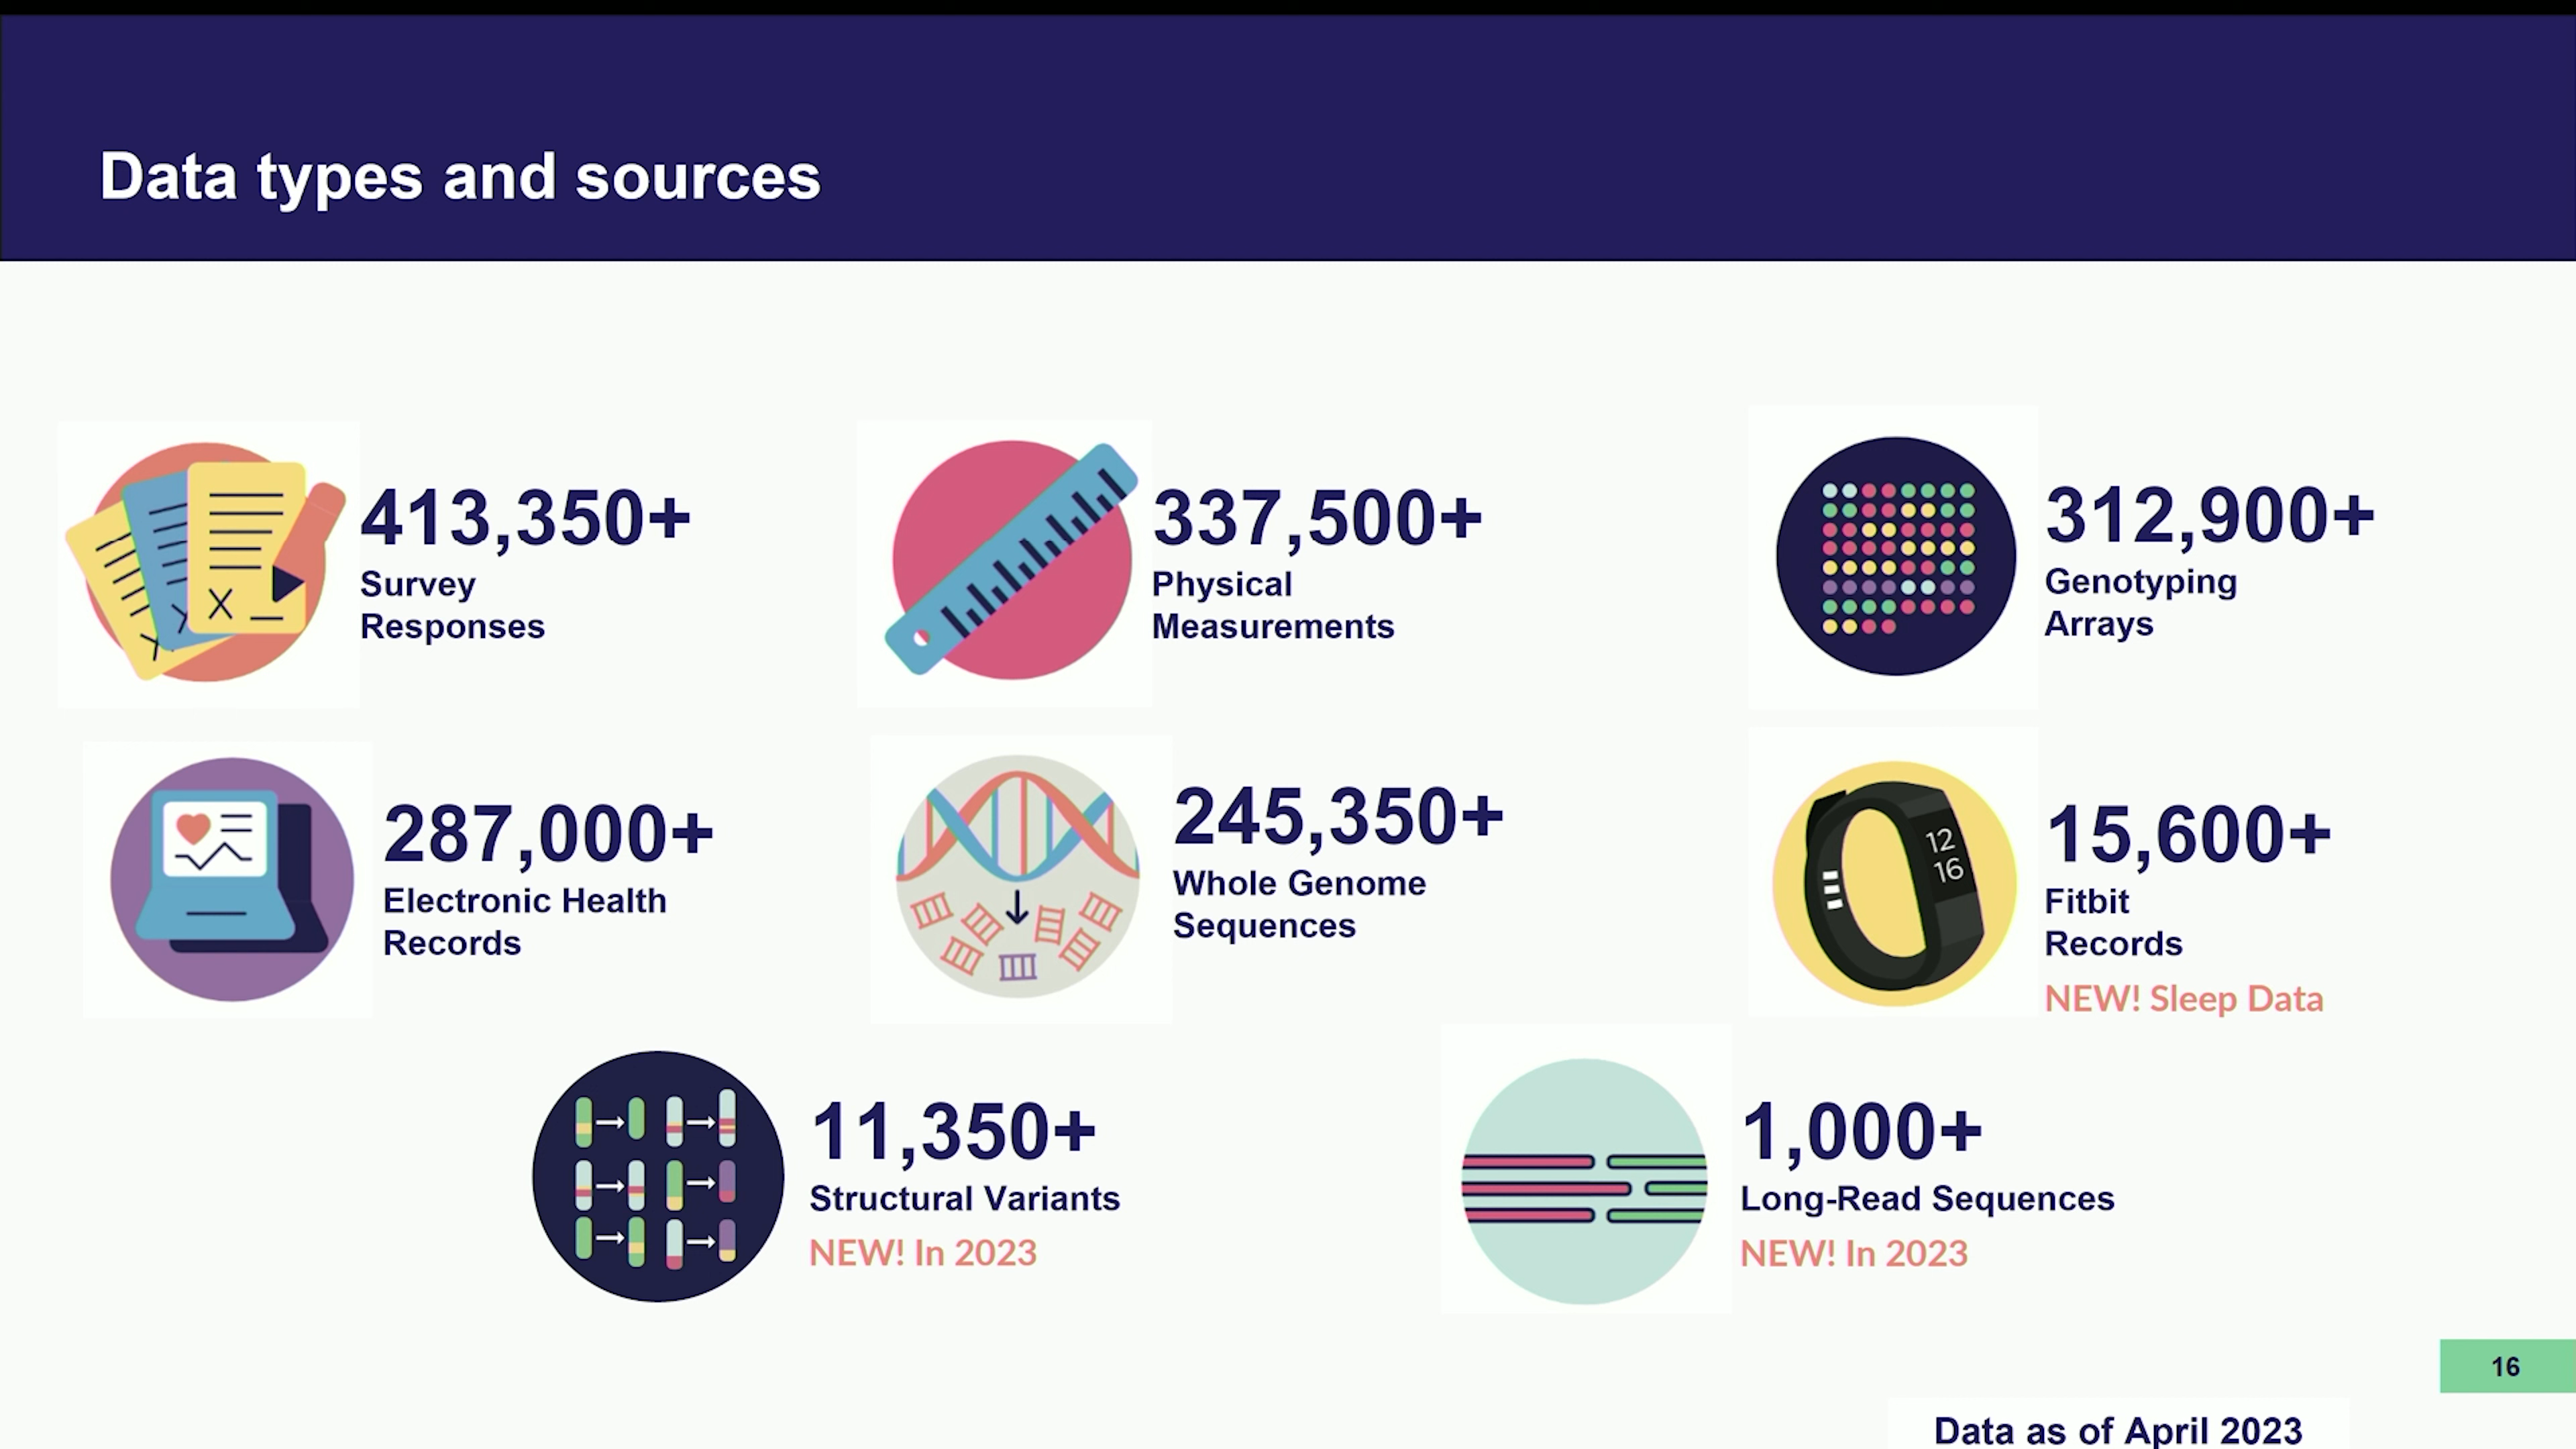 Data types and sources
413,350+
Survey
Responses
337,500+
Physical
Measurements
312,900+
Genotyping
Arrays
287,000+
Electronic Health
Records
245,350+
Whole Genome
Sequences
12
16
15,600+
Fitbit
Records
NEW! Sleep Data
11,350+
Structural Variants
NEW! In 2023
1,000+
Long-Read Sequences
NEW! In 2023
16
Data as of April 2023